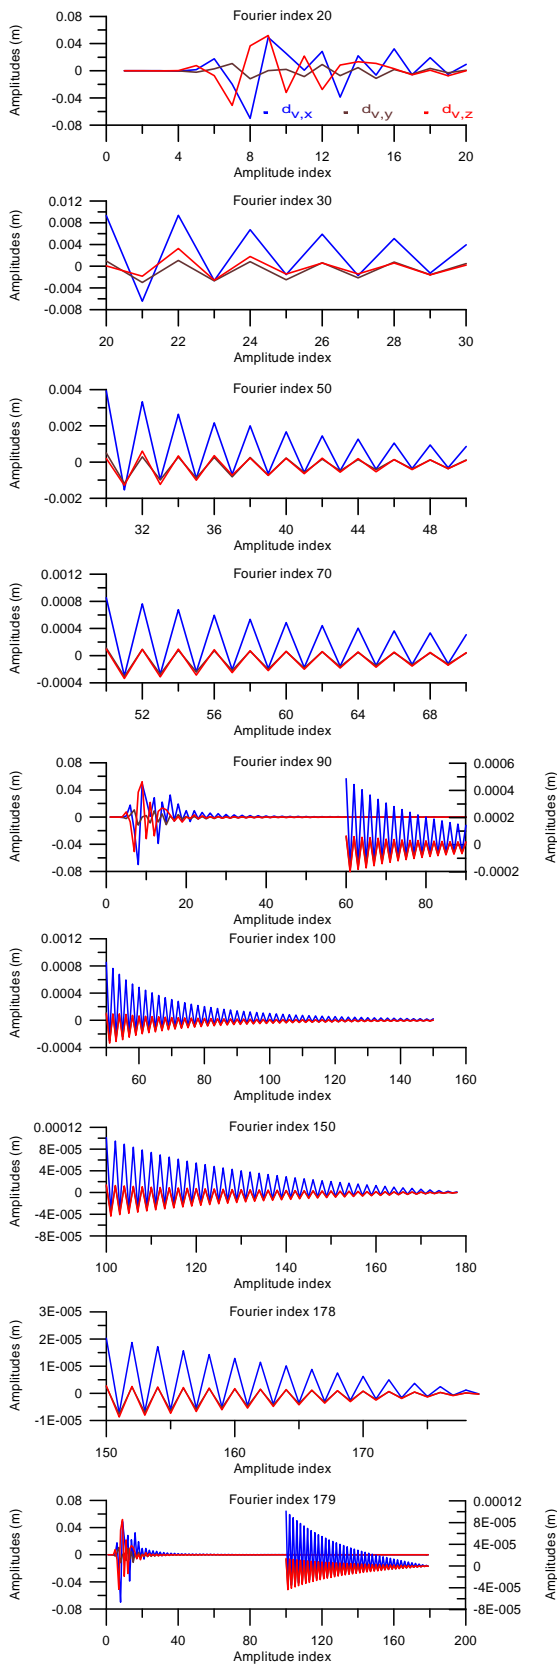 Fourier index 20
Amplitudes (m)
0.08
0.04
0
-0.04
-0.08
d v,x d v,y d v,z
0 4 8 12 16 20
Amplitude index
Fourier index 30
Amplitudes (m)
0.012
0.008
0.004
0
-0.004
-0.008
20 22 24 26 28 30
Amplitude index
Fourier index 50
Amplitudes (m)
0.004
0.002
0
-0.002
32 36 40 44 48
Amplitude index
Fourier index 70
Amplitudes (m)
0.0012
0.0008
0.0004
0
-0.0004
52 56 60 64 68
Amplitude index
Fourier index 90
Amplitudes (m)
0.08
0.04
0
-0.04
-0.08
0.0006
0.0004
0.0002
0
-0.0002
Amplitudes (m)
0 20 40 60 80
Amplitude index
Fourier index 100
Amplitudes (m)
0.0012
0.0008
0.0004
0
-0.0004
60 80 100 120 140 160
Amplitude index
Fourier index 150
Amplitudes (m)
0.00012
8E-005
4E-005
0
-4E-005
-8E-005
100 120 140 160 180
Amplitude index
Fourier index 178
Amplitudes (m)
3E-005
2E-005
1E-005
0
-1E-005
150 160 170
Amplitude index
Fourier index 179
Amplitudes (m)
0.08
0.04
0
-0.04
-0.08
0.00012
8E-005
4E-005
0
-4E-005
-8E-005
Amplitudes (m)
0 40 80 120 160 200
Amplitude index